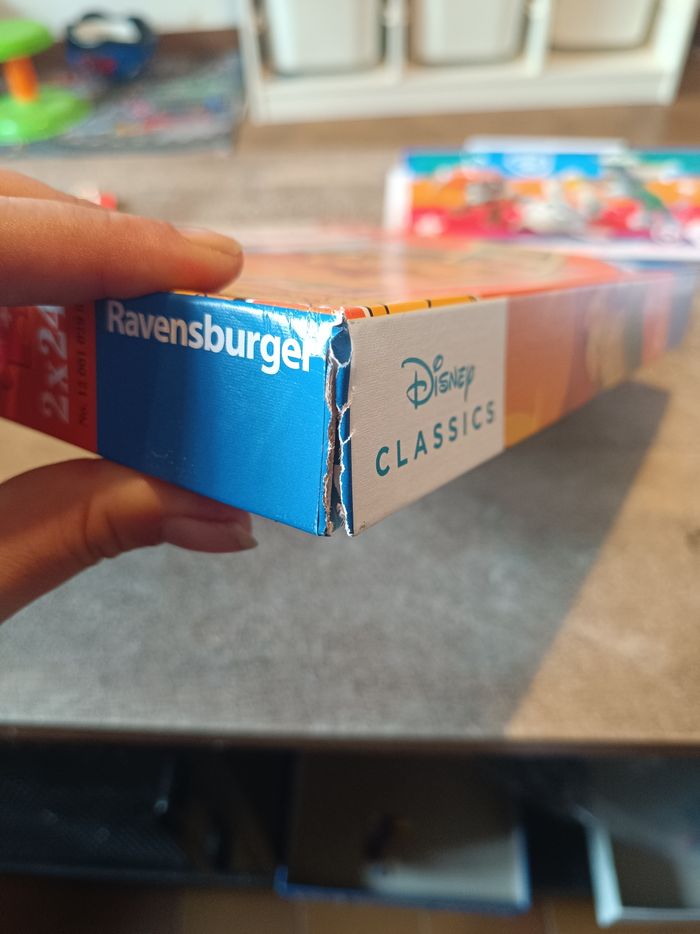 Ravensburger
2x24
Disney
CLASSICS